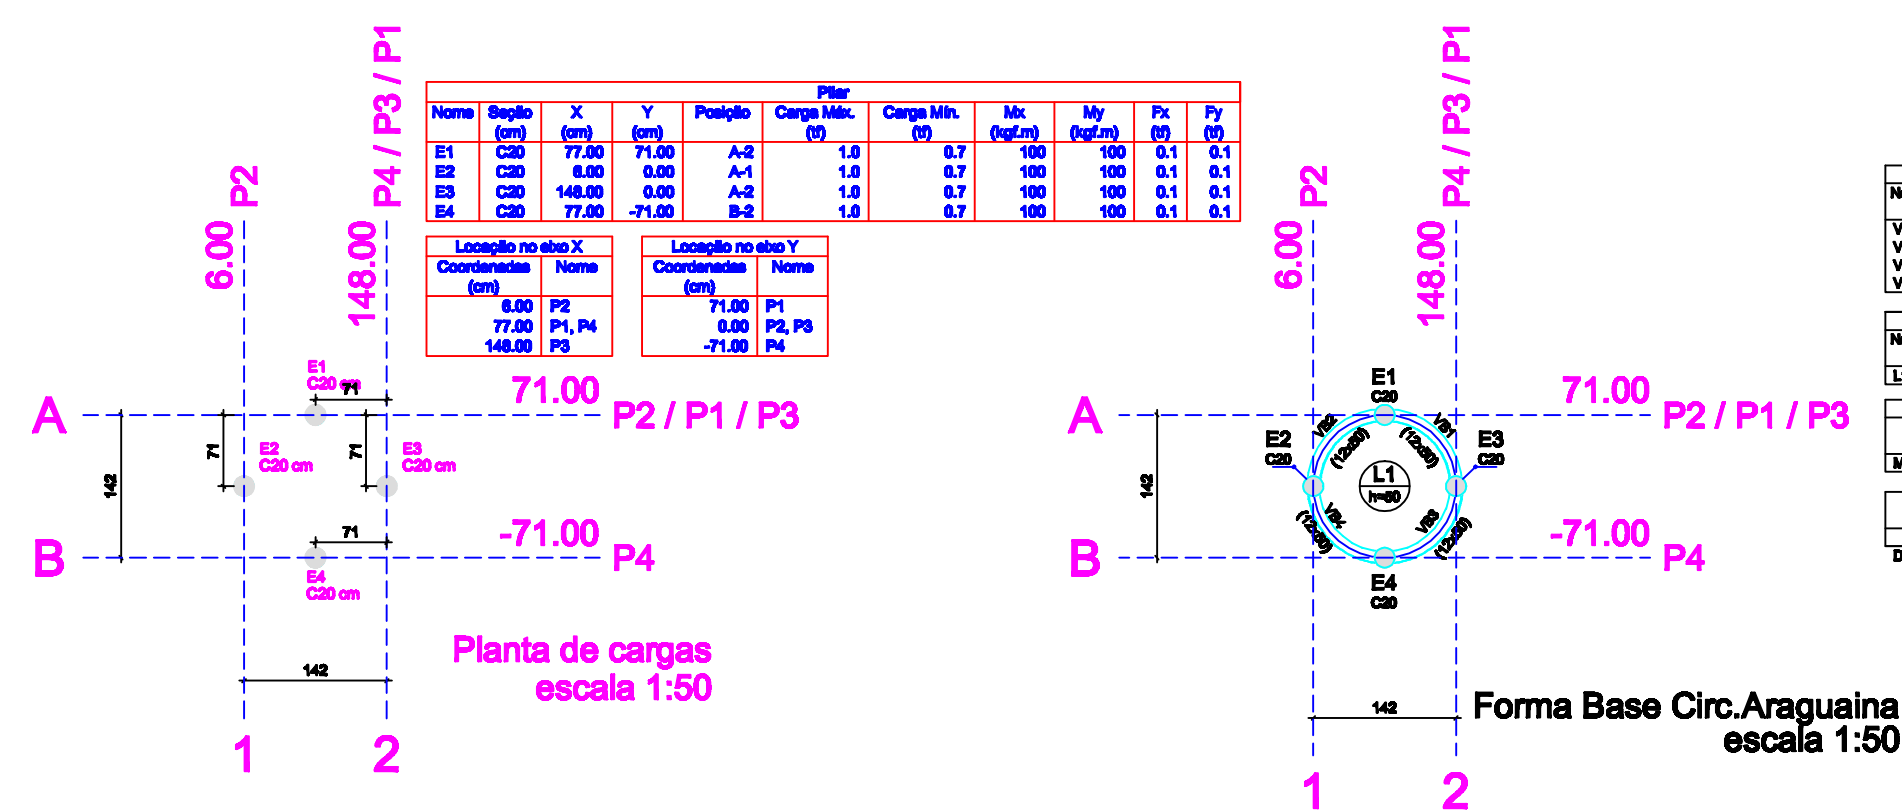 P2
6.00
P4 / P3 / P1
148.00
Pilar
Nome Seção X Y Posição Carga Máx. Carga Mín. Mx My Fx Fy
(cm) (cm) (cm) (tf) (tf) (kgf.m) (kgf.m) (tf) (tf)
E1 C20 77.00 71.00 A-2 1.0 0.7 100 100 0.1 0.1
E2 C20 6.00 0.00 A-1 1.0 0.7 100 100 0.1 0.1
E3 C20 148.00 0.00 A-2 1.0 0.7 100 100 0.1 0.1
E4 C20 77.00 -71.00 B-2 1.0 0.7 100 100 0.1 0.1
Locação no eixo X
Coordenadas Nome
(cm)
6.00 P2
77.00 P1, P4
148.00 P3
Locação no eixo Y
Coordenadas Nome
(cm)
71.00 P1
0.00 P2, P3
-71.00 P4
E1
C20 cm
71
71.00
A
P2 / P1 / P3
71
E2
C20 cm
71
E3
C20 cm
142
71
-71.00
B
P4
E4
C20 cm
Planta de cargas
escala 1:50
142
1
2
P2
6.00
P4 / P3 / P1
148.00
E1
C20
71.00
A
P2 / P1 / P3
VB2
(12x50)
VB1
(12x50)
E2
C20
E3
C20
L1
h=50
142
VB4
(12x50)
VB3
(12x50)
-71.00
B
P4
E4
C20
142
Forma Base Circ.Araguaina
escala 1:50
1
2